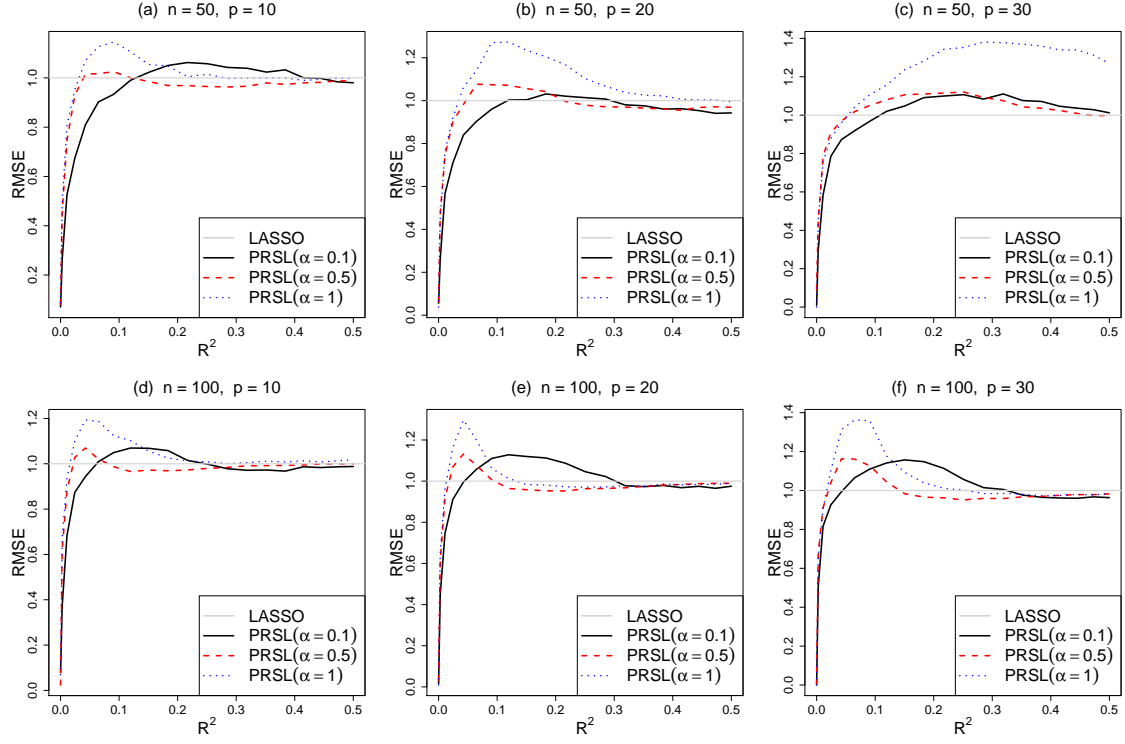 (a) n = 50, p = 10
RMSE
0.2 0.4 0.6 0.8 1.0
0.0 0.1 0.2 0.3 0.4 0.5
R²
LASSO
PRSL(α = 0.1)
PRSL(α = 0.5)
PRSL(α = 1)
(b) n = 50, p = 20
RMSE
0.0 0.2 0.4 0.6 0.8 1.0 1.2
0.0 0.1 0.2 0.3 0.4 0.5
R²
LASSO
PRSL(α = 0.1)
PRSL(α = 0.5)
PRSL(α = 1)
(c) n = 50, p = 30
RMSE
0.0 0.2 0.4 0.6 0.8 1.0 1.2 1.4
0.0 0.1 0.2 0.3 0.4 0.5
R²
LASSO
PRSL(α = 0.1)
PRSL(α = 0.5)
PRSL(α = 1)
(d) n = 100, p = 10
RMSE
0.0 0.2 0.4 0.6 0.8 1.0 1.2
0.0 0.1 0.2 0.3 0.4 0.5
R²
LASSO
PRSL(α = 0.1)
PRSL(α = 0.5)
PRSL(α = 1)
(e) n = 100, p = 20
RMSE
0.0 0.2 0.4 0.6 0.8 1.0 1.2
0.0 0.1 0.2 0.3 0.4 0.5
R²
LASSO
PRSL(α = 0.1)
PRSL(α = 0.5)
PRSL(α = 1)
(f) n = 100, p = 30
RMSE
0.0 0.2 0.4 0.6 0.8 1.0 1.2 1.4
0.0 0.1 0.2 0.3 0.4 0.5
R²
LASSO
PRSL(α = 0.1)
PRSL(α = 0.5)
PRSL(α = 1)